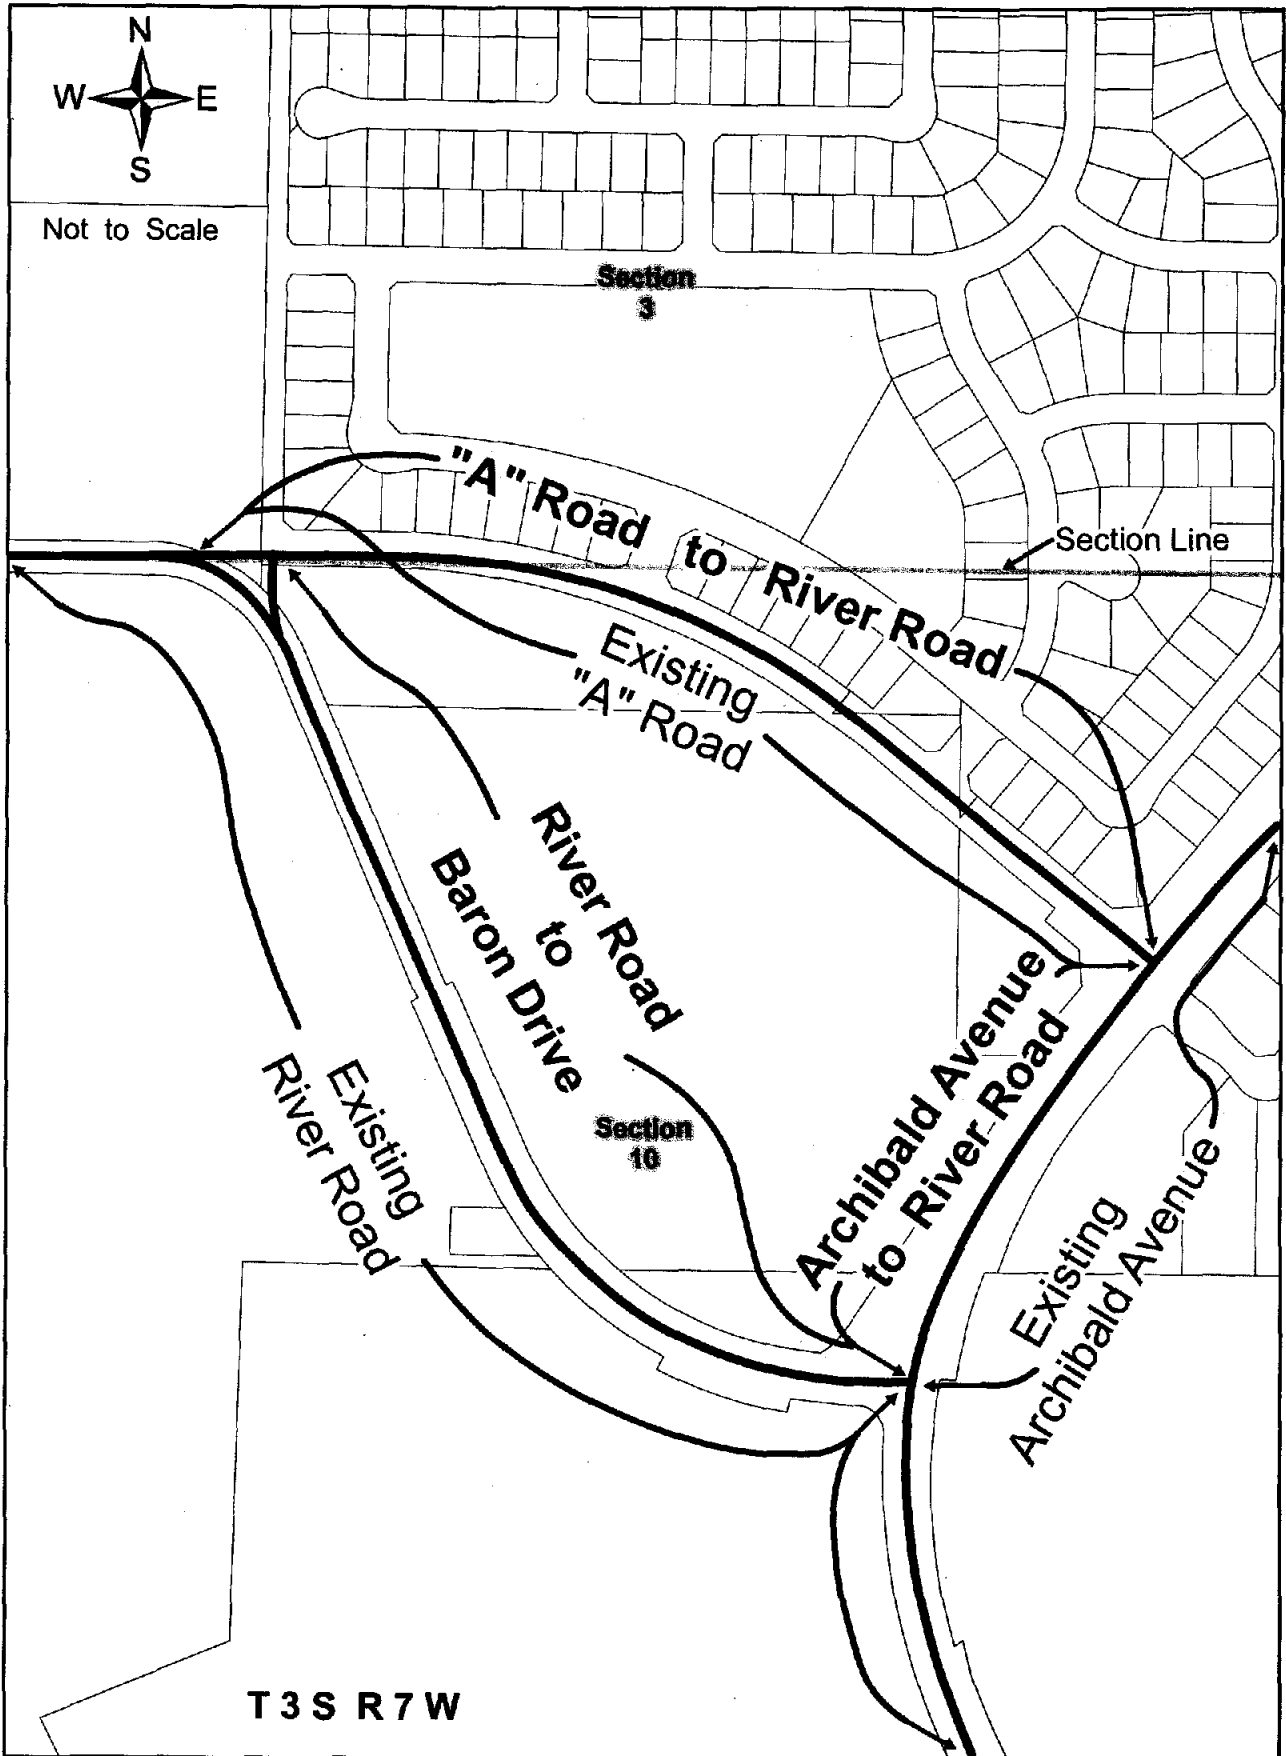 N
W E
S
Not to Scale
Section
3
"A" Road to River Road
Section Line
Existing
"A" Road
River Road
to
Baron Drive
Existing
River Road
Section
10
Archibald Avenue
to River Road
Existing
Archibald Avenue
T 3 S R 7 W